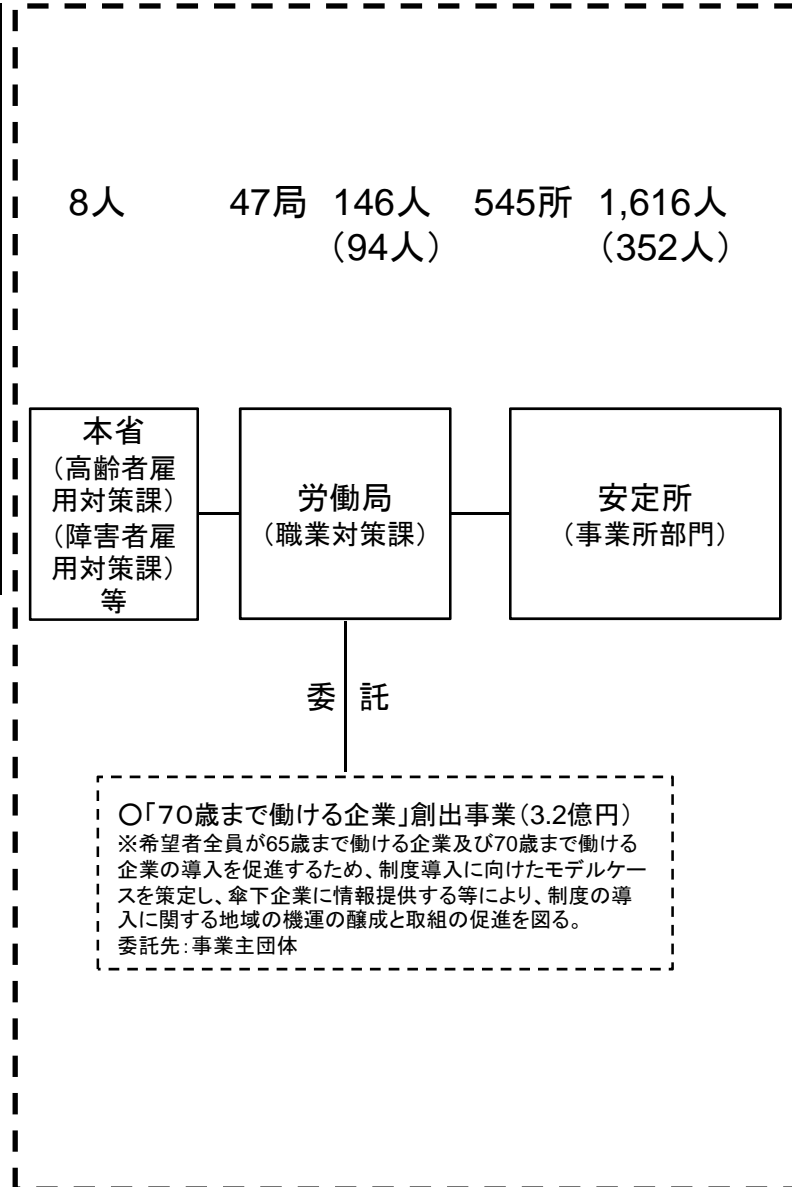 8人 47局 146人 545所 1,616人
（94人） （352人）
本省
（高齢者雇
用対策課）
（障害者雇
用対策課）
等
労働局
（職業対策課）
安定所
（事業所部門）
委託
○「７０歳まで働ける企業」創出事業（3.2億円）
※希望者全員が65歳まで働ける企業及び70歳まで働ける
企業の導入を促進するため、制度導入に向けたモデルケー
スを策定し、傘下企業に情報提供する等により、制度の導
入に関する地域の機運の醸成と取組の促進を図る。
委託先：事業主団体